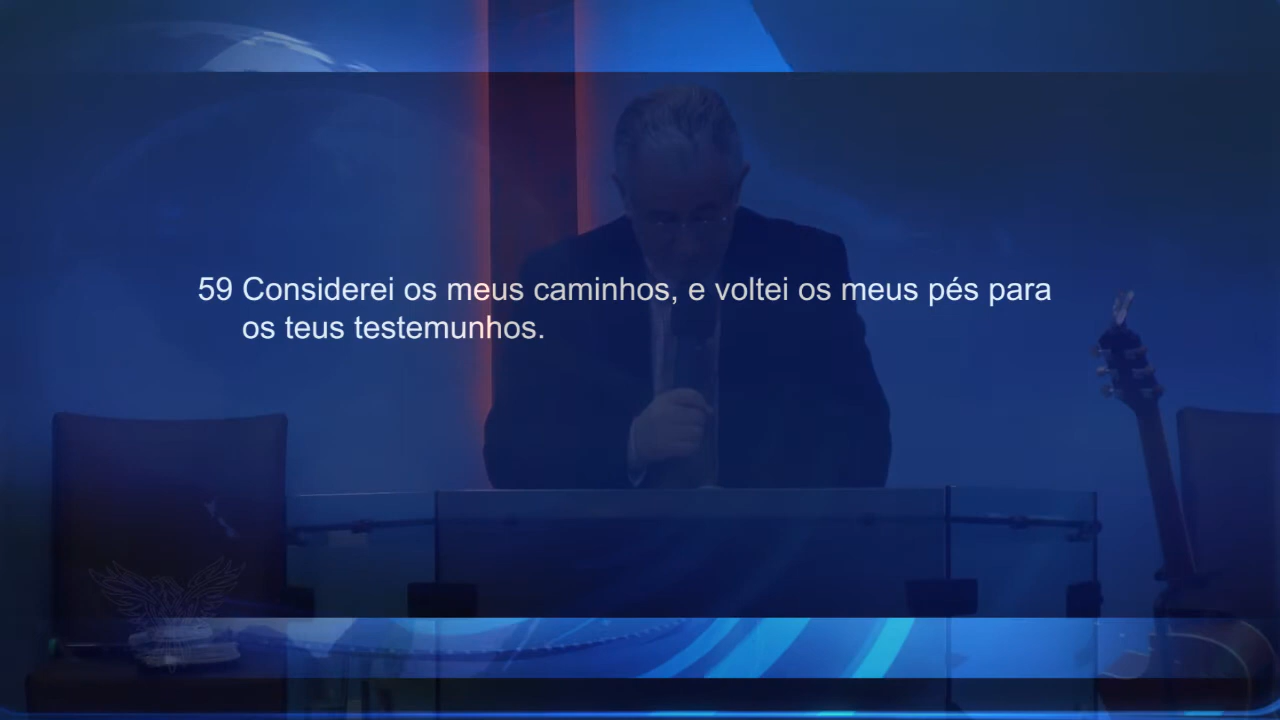 59 Considerei os meus caminhos, e voltei os meus pés para
os teus testemunhos.